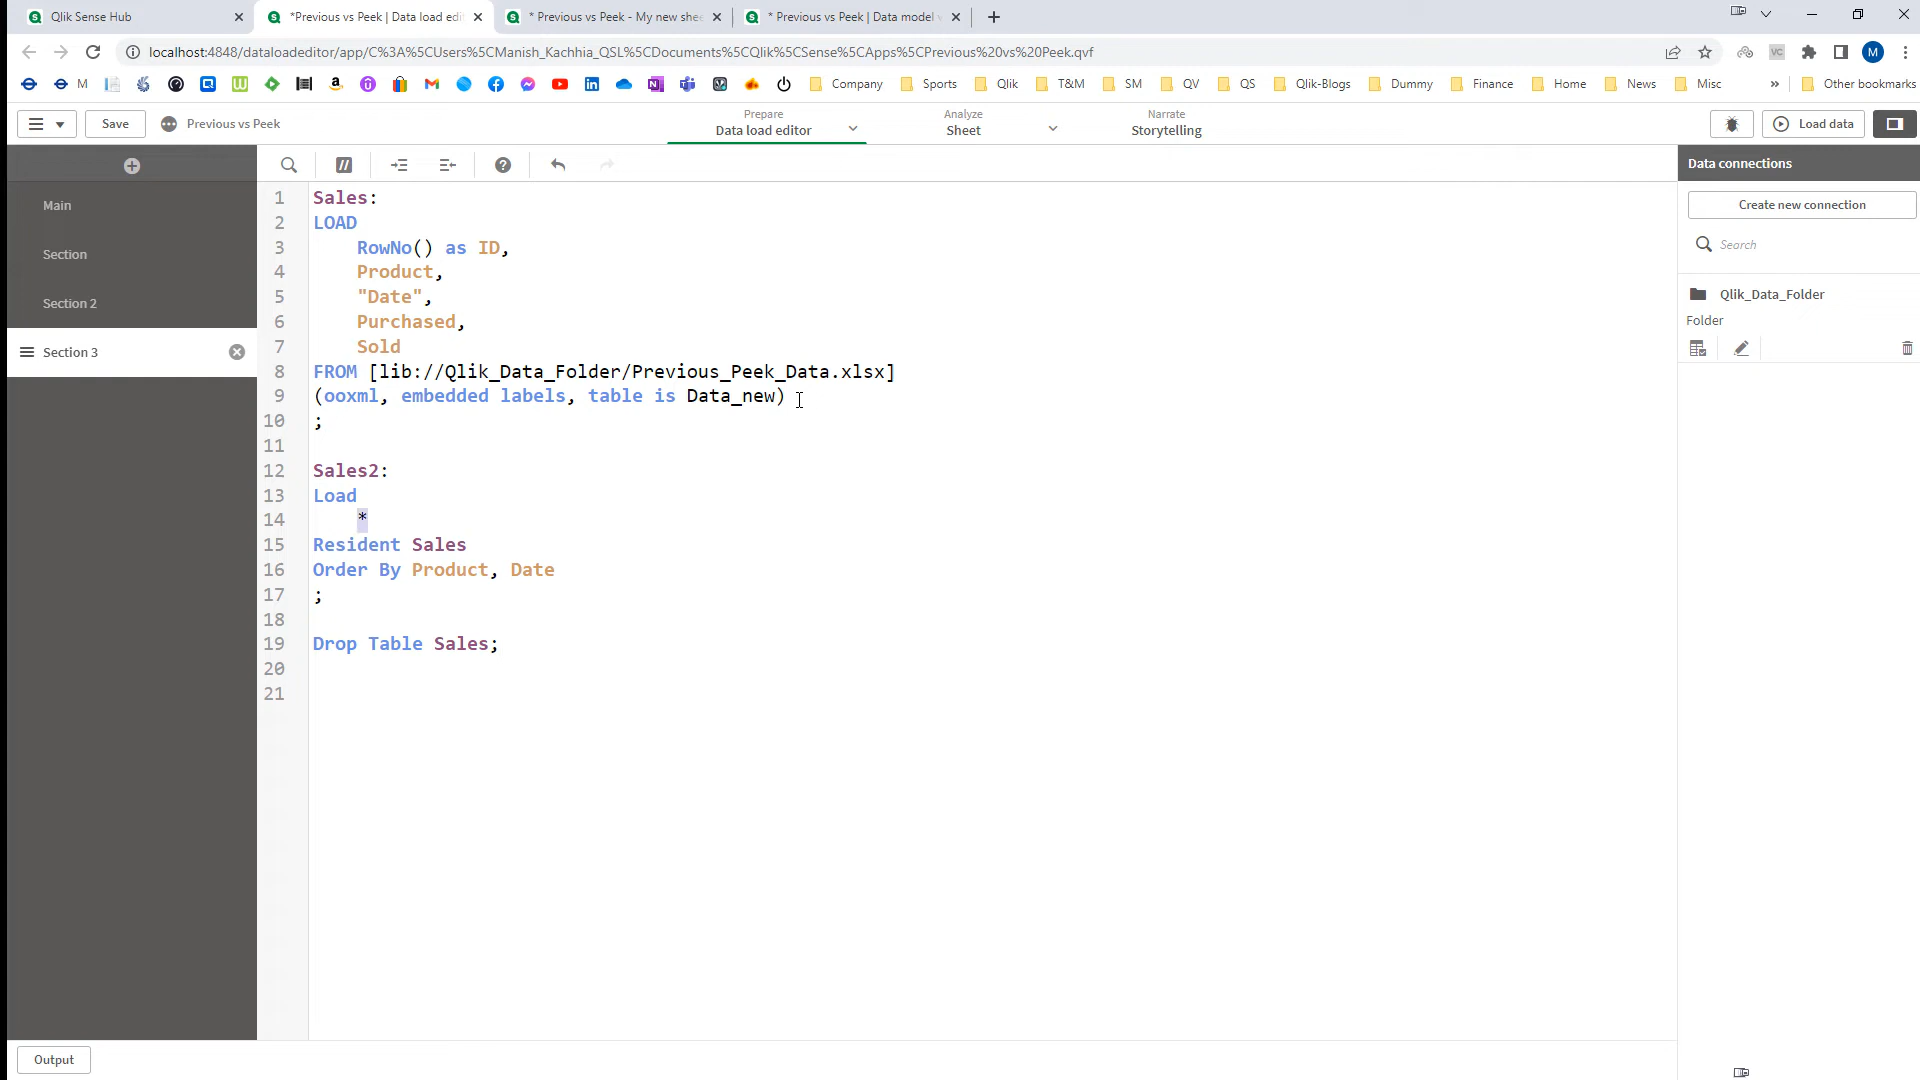 Qlik Sense Hub
*Previous vs Peek | Data load edi
* Previous vs Peek - My new shee
* Previous vs Peek | Data model v
localhost:4848/dataloadeditor/app/C%3A%5CUsers%5CManish_Kachhia_QSL%5CDocuments%5CQlik%5CSense%5CApps%5CPrevious%20vs%20Peek.qvf
VC
M
M
Company
Sports
Qlik
T&M
SM
QV
QS
Qlik-Blogs
Dummy
Finance
Home
News
Misc
»
Other bookmarks
Save
Previous vs Peek
Prepare
Data load editor
Analyze
Sheet
Narrate
Storytelling
Load data
Main
Section
Section 2
Section 3
//
?
1 Sales:
2 LOAD
3 RowNo() as ID,
4 Product,
5 "Date",
6 Purchased,
7 Sold
8 FROM [lib://Qlik_Data_Folder/Previous_Peek_Data.xlsx]
9 (ooxml, embedded labels, table is Data_new)
10 ;
11
12 Sales2:
13 Load
14 *
15 Resident Sales
16 Order By Product, Date
17 ;
18
19 Drop Table Sales;
20
21
Data connections
Create new connection
Search
Qlik_Data_Folder
Folder
Output